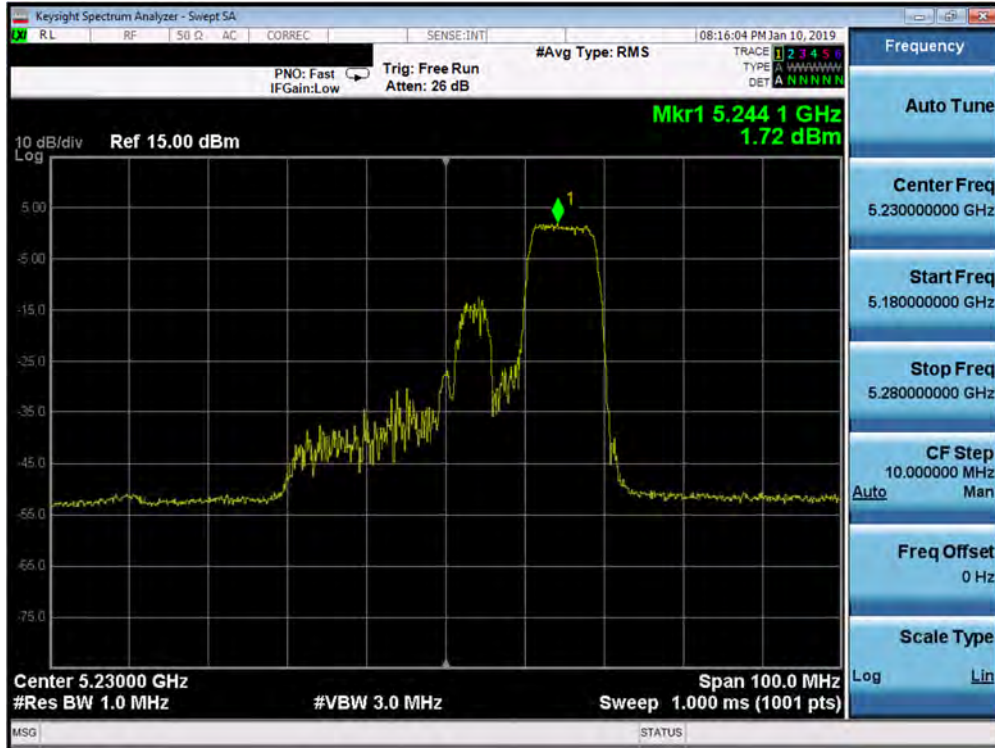 Keysight Spectrum Analyzer - Swept SA
LXI RL RF 50 Ω AC CORREC SENSE:INT 08:16:04 PM Jan 10, 2019
#Avg Type: RMS
TRACE 1 2 3 4 5 6
PNO: Fast Trig: Free Run TYPE A WWWWW
IFGain:Low Atten: 26 dB DET A N N N N N
Mkr1 5.244 1 GHz
1.72 dBm
10 dB/div Ref 15.00 dBm
Log
1
5.00
-5.00
-15.0
-25.0
-35.0
-45.0
-55.0
-65.0
-75.0
Center 5.23000 GHz Span 100.0 MHz
#Res BW 1.0 MHz #VBW 3.0 MHz Sweep 1.000 ms (1001 pts)
MSG STATUS
Frequency
Auto Tune
Center Freq
5.230000000 GHz
Start Freq
5.180000000 GHz
Stop Freq
5.280000000 GHz
CF Step
10.000000 MHz
Auto Man
Freq Offset
0 Hz
Scale Type
Log Lin